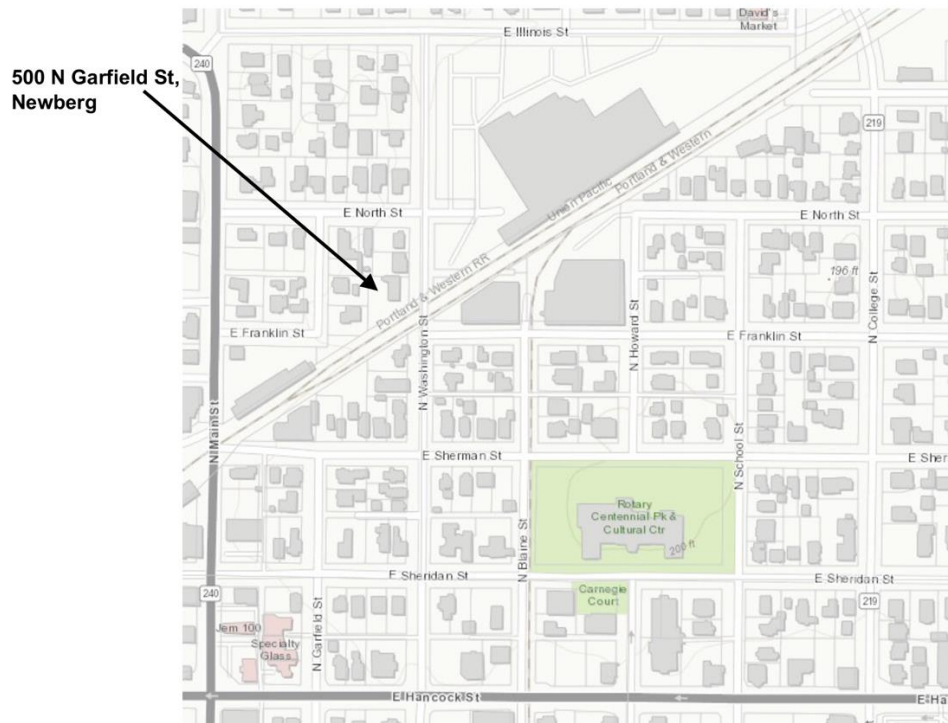 David's
Market
E Illinois St
240
500 N Garfield St,
Newberg
219
Portland & Western
Union Pacific
E North St
E North St
196 ft
Portland & Western RR
N College St
E Franklin St
N Washington St
N Howard St
E Franklin St
N Main St
N School St
E Sherman St
E Sher
Rotary
Centennial Pk &
Cultural Ctr
200 ft
N Blaine St
E Sheridan St
E Sheridan St
Carnegie
Court
240
219
N Garfield St
Jem 100
Specialty
Glass
E Hancock St
E Ha